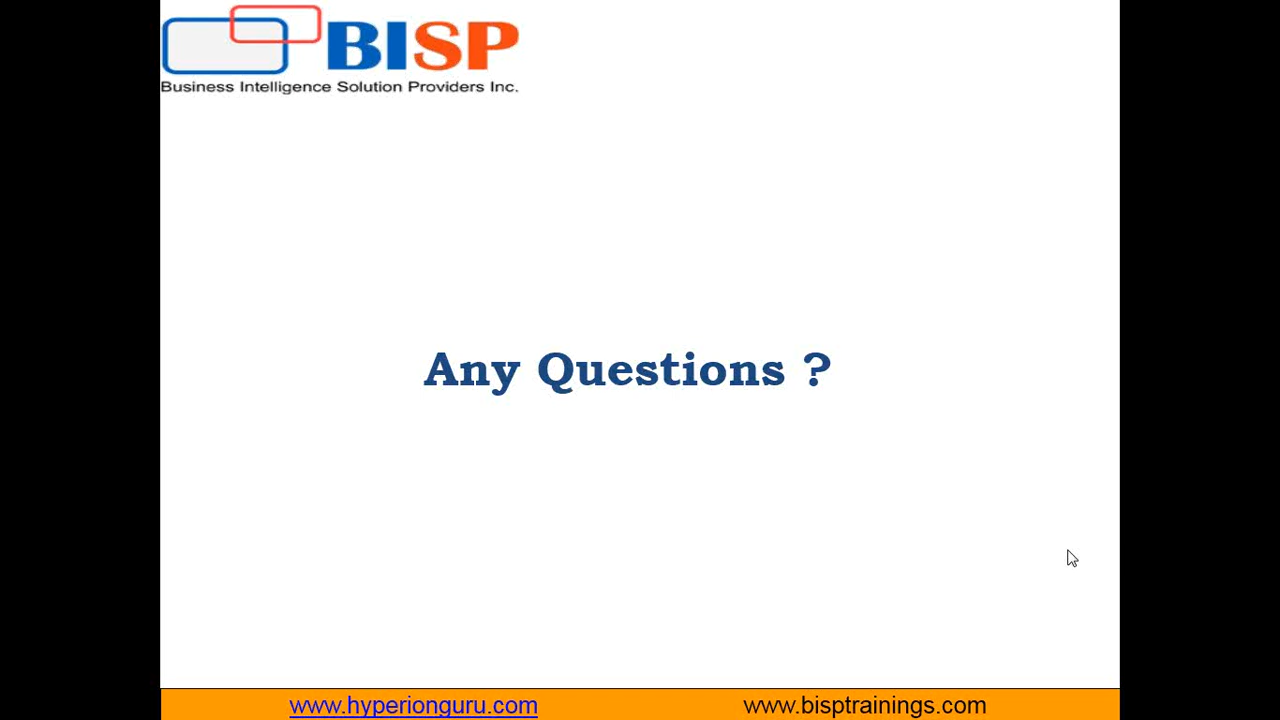 BISP
Business Intelligence Solution Providers Inc.
Any Questions ?
www.hyperionguru.com
www.bisptrainings.com